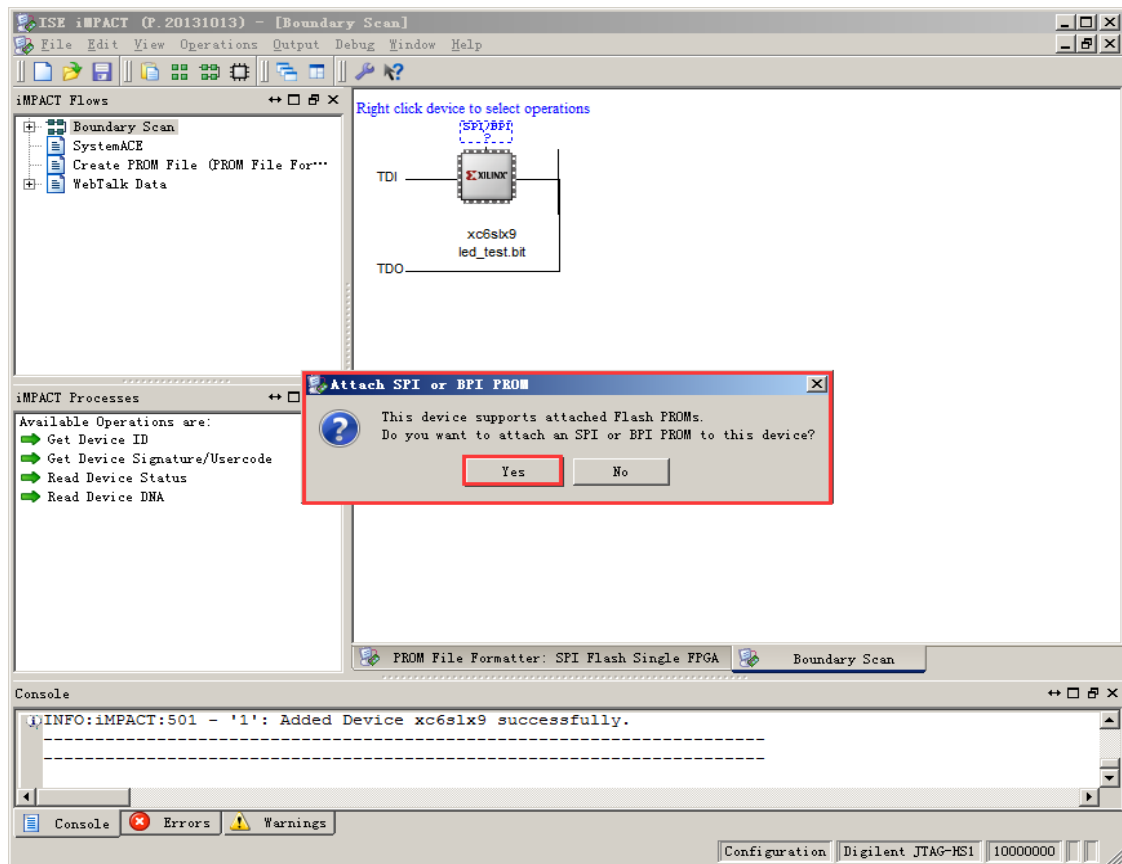 ISE iMPACT (P.20131013) - [Boundary Scan]
File Edit View Operations Output Debug Window Help
iMPACT Flows
Boundary Scan
SystemACE
Create PROM File (PROM File For...
WebTalk Data
Right click device to select operations
SPI/BPI
?
TDI
XILINX
xc6slx9
led_test.bit
TDO
iMPACT Processes
Available Operations are:
Get Device ID
Get Device Signature/Usercode
Read Device Status
Read Device DNA
Attach SPI or BPI PROM
This device supports attached Flash PROMs.
Do you want to attach an SPI or BPI PROM to this device?
Yes No
PROM File Formatter: SPI Flash Single FPGA Boundary Scan
Console
INFO:iMPACT:501 - '1': Added Device xc6slx9 successfully.
----------------------------------------------------------------------
----------------------------------------------------------------------
Console Errors Warnings
Configuration Digilent JTAG-HS1 10000000